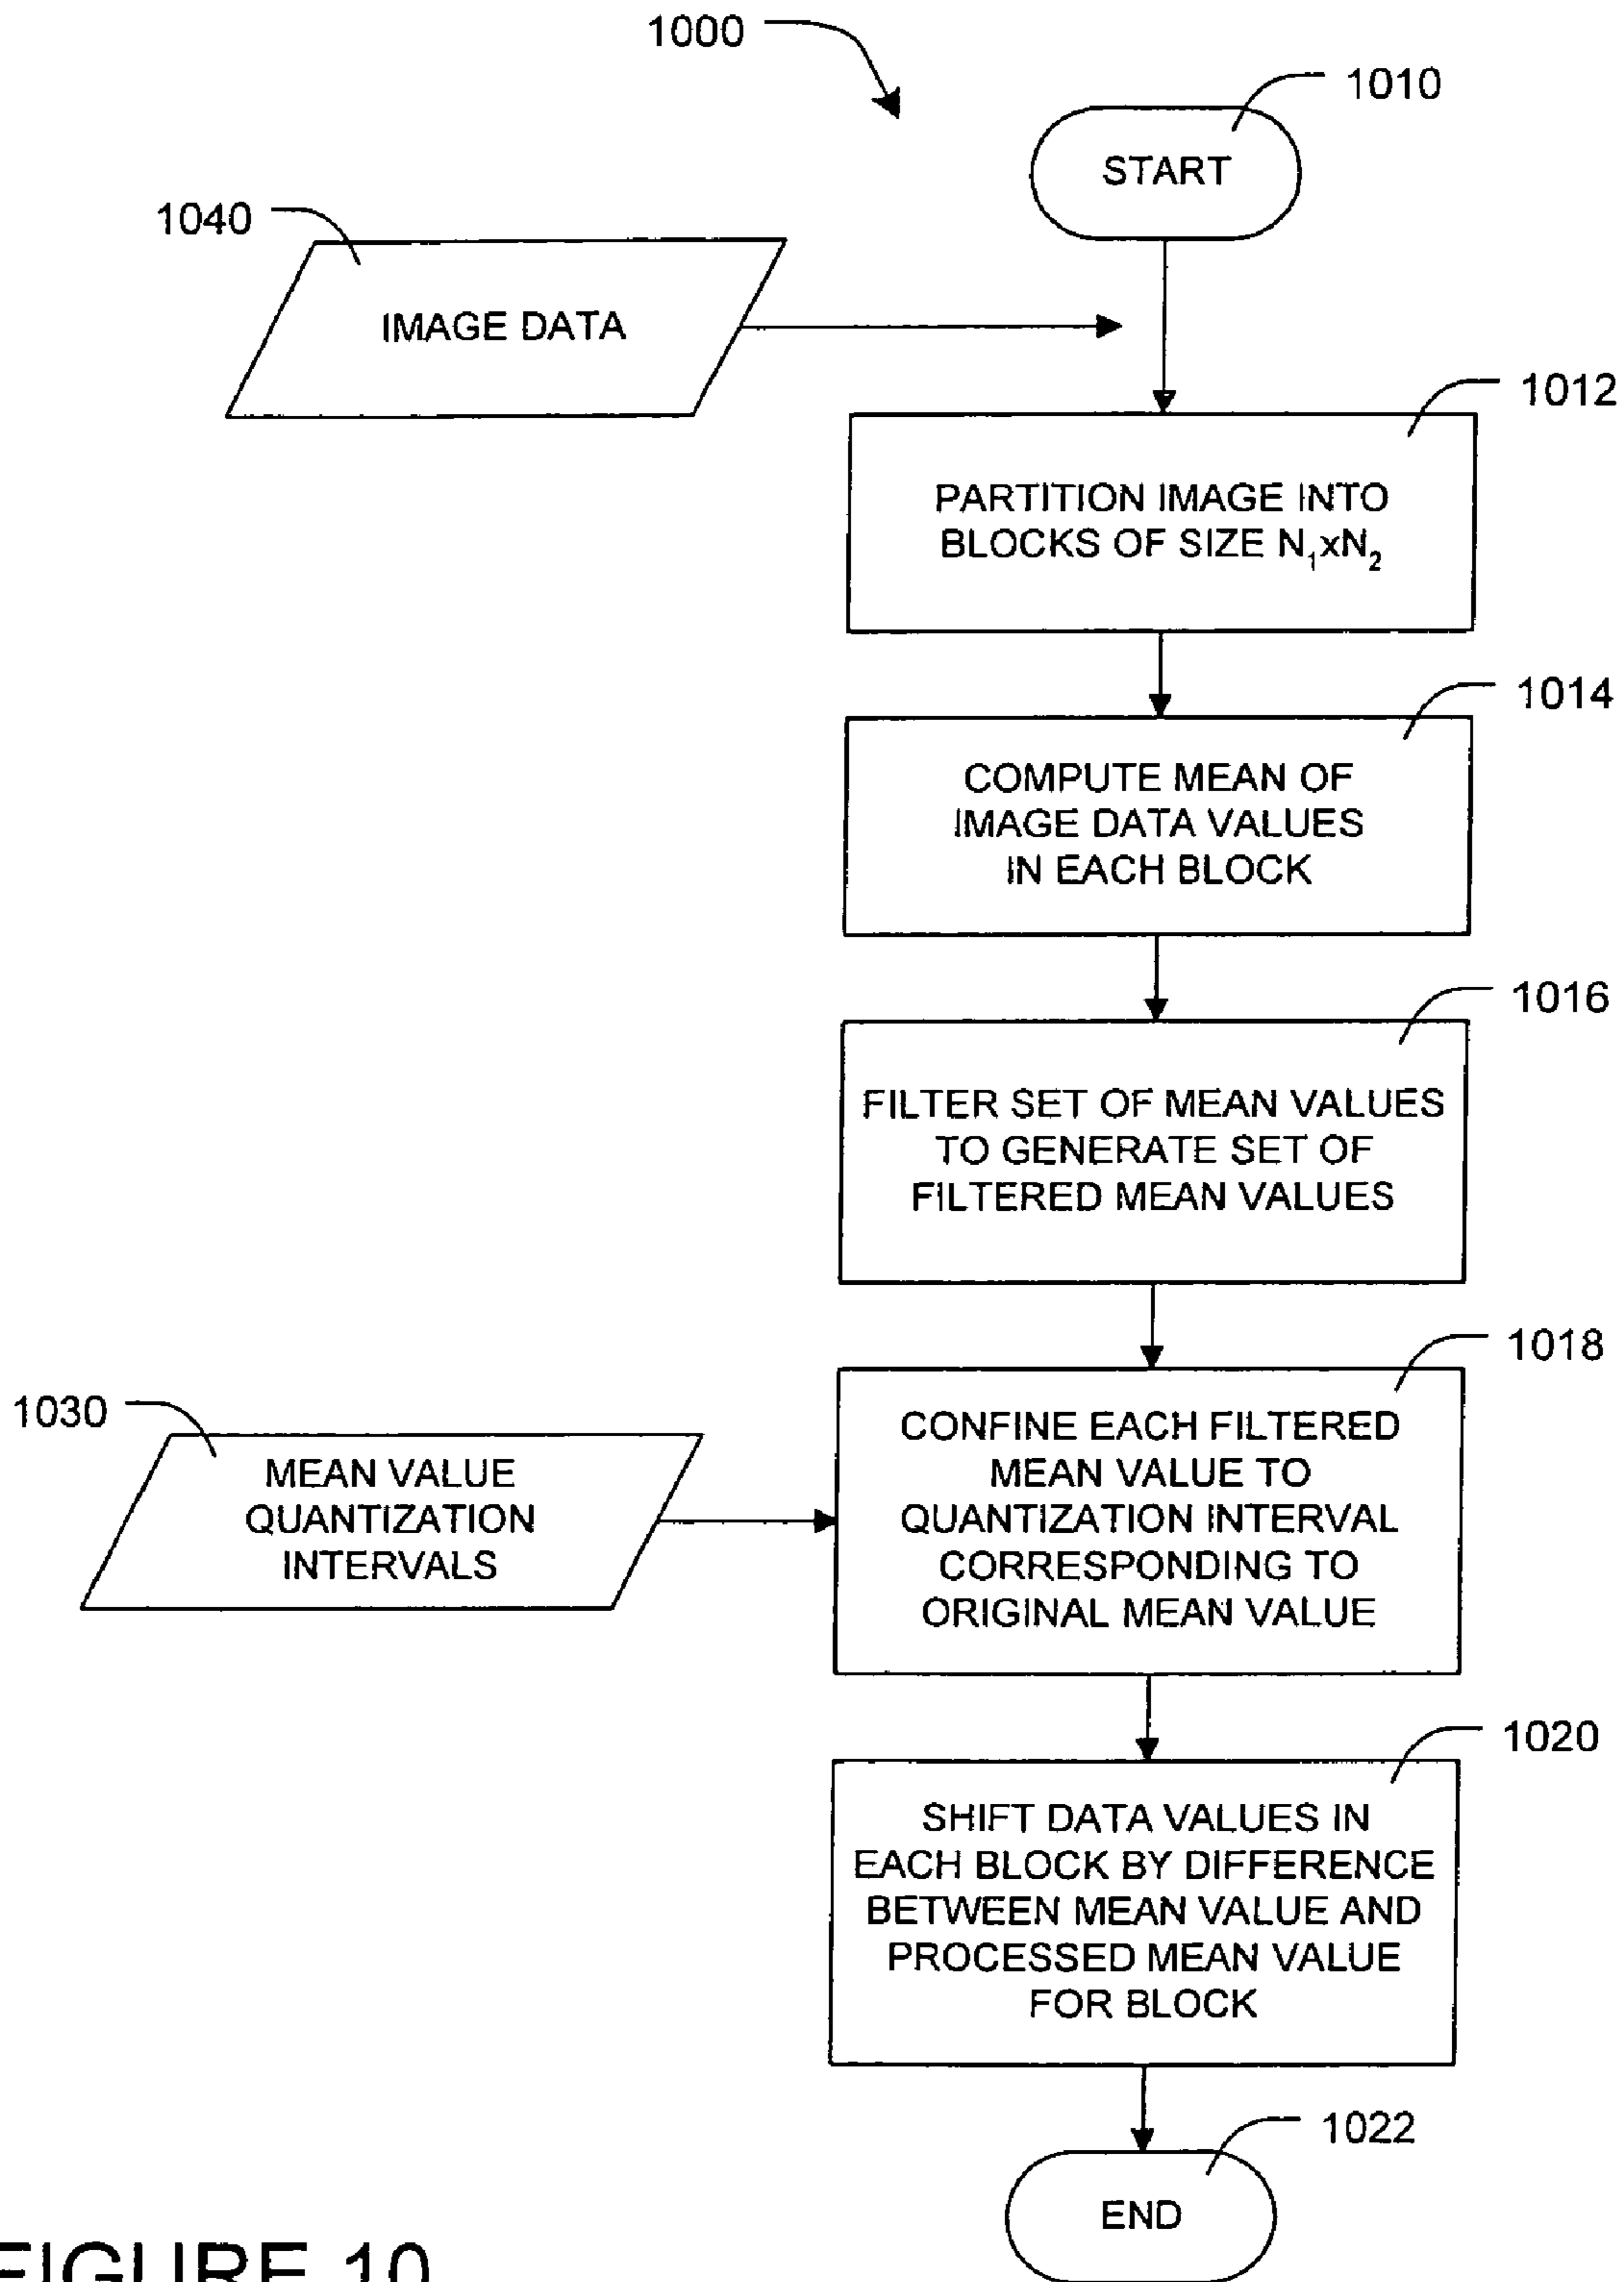 1000
1010
START
1040
IMAGE DATA
1012
PARTITION IMAGE INTO
BLOCKS OF SIZE N₁xN₂
1014
COMPUTE MEAN OF
IMAGE DATA VALUES
IN EACH BLOCK
1016
FILTER SET OF MEAN VALUES
TO GENERATE SET OF
FILTERED MEAN VALUES
1018
1030
MEAN VALUE
QUANTIZATION
INTERVALS
CONFINE EACH FILTERED
MEAN VALUE TO
QUANTIZATION INTERVAL
CORRESPONDING TO
ORIGINAL MEAN VALUE
1020
SHIFT DATA VALUES IN
EACH BLOCK BY DIFFERENCE
BETWEEN MEAN VALUE AND
PROCESSED MEAN VALUE
FOR BLOCK
1022
END
FIGURE 10